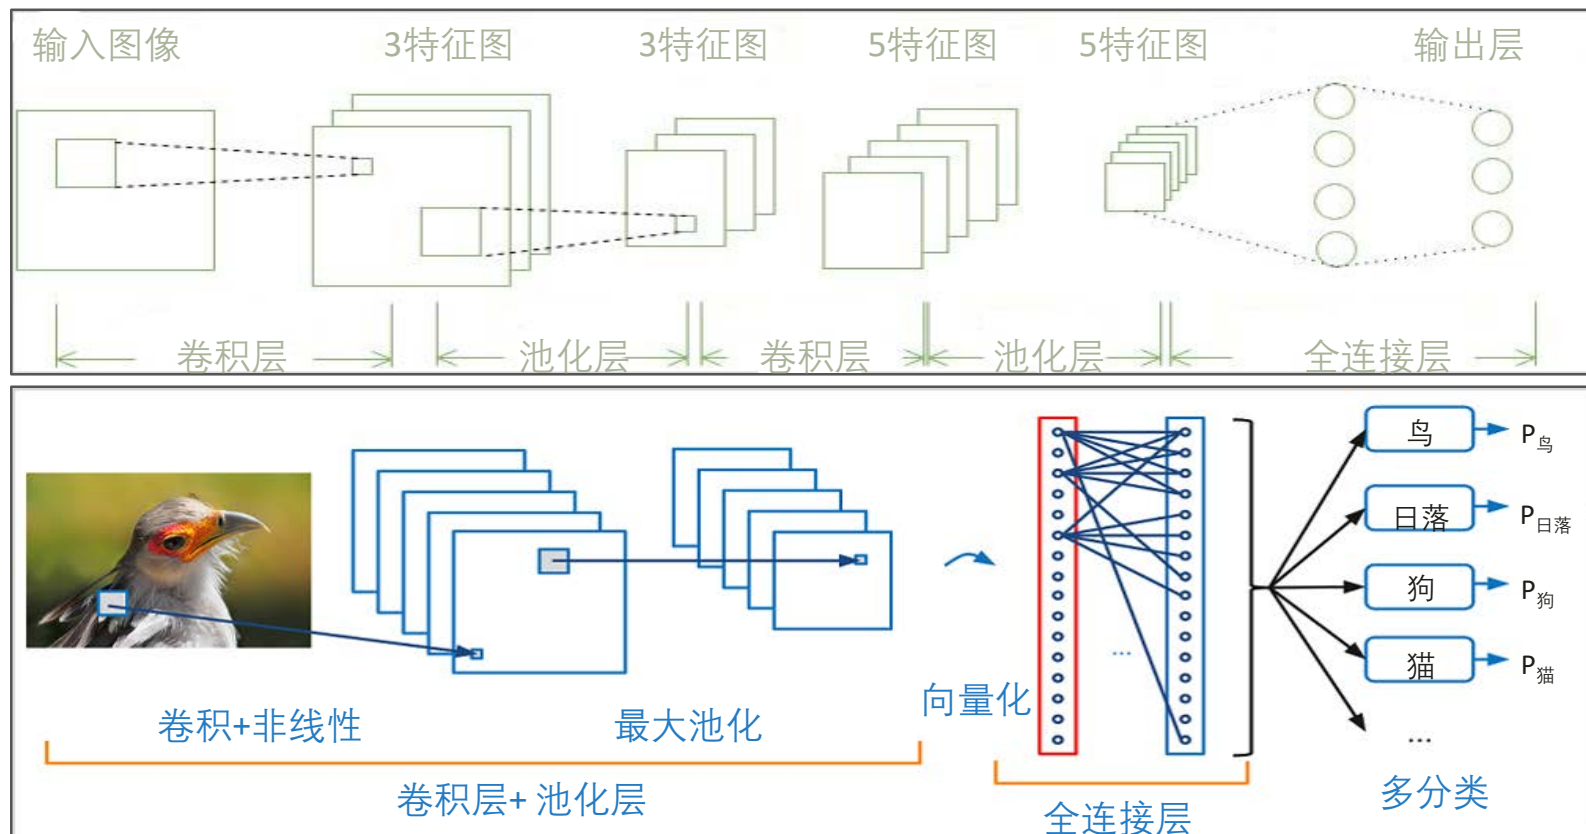 输入图像 3特征图 3特征图 5特征图 5特征图 输出层
卷积层 池化层 卷积层 池化层 全连接层
鸟 P鸟
日落 P日落
狗 P狗
猫 P猫
...
...
向量化
卷积+非线性 最大池化
卷积层+ 池化层
全连接层
多分类